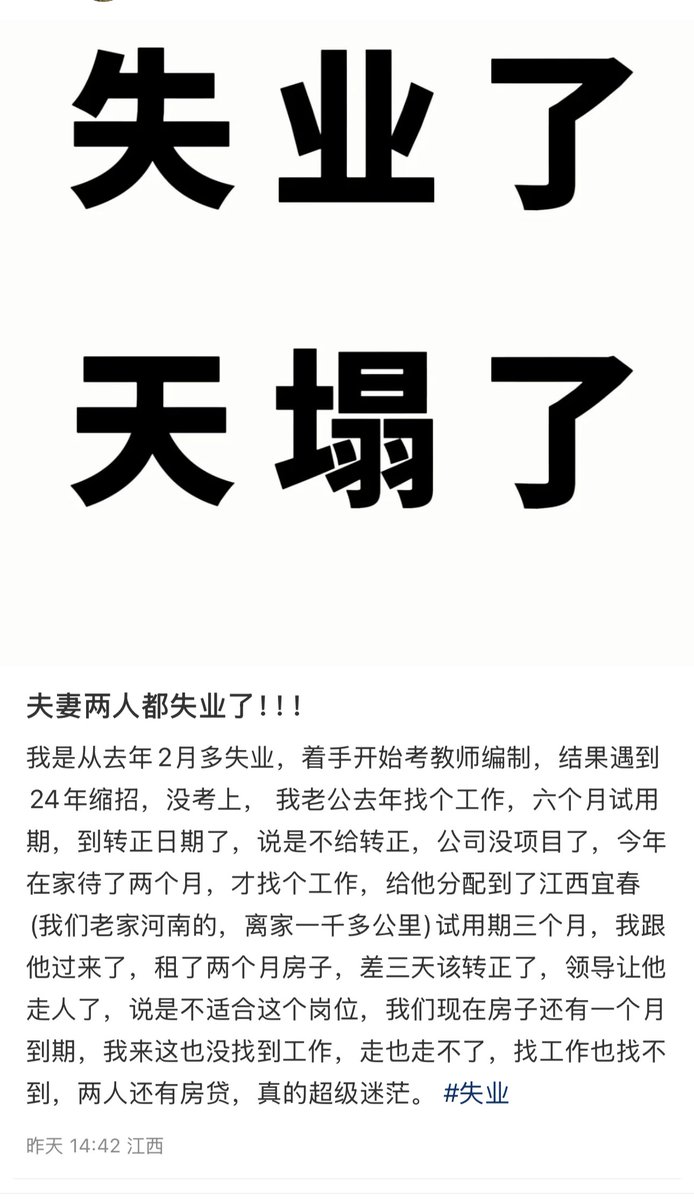 失业了
天塌了
夫妻两人都失业了!!!
我是从去年2月多失业，着手开始考教师编制，结果遇到
24年缩招，没考上， 我老公去年找个工作，六个月试用
期，到转正日期了，说是不给转正，公司没项目了，今年
在家待了两个月，才找个工作，给他分配到了江西宜春
(我们老家河南的，离家一千多公里)试用期三个月，我跟
他过来了，租了两个月房子，差三天该转正了，领导让他
走人了，说是不适合这个岗位，我们现在房子还有一个月
到期，我来这也没找到工作，走也走不了，找工作也找不
到，两人还有房贷，真的超级迷茫。 #失业
昨天 14:42 江西